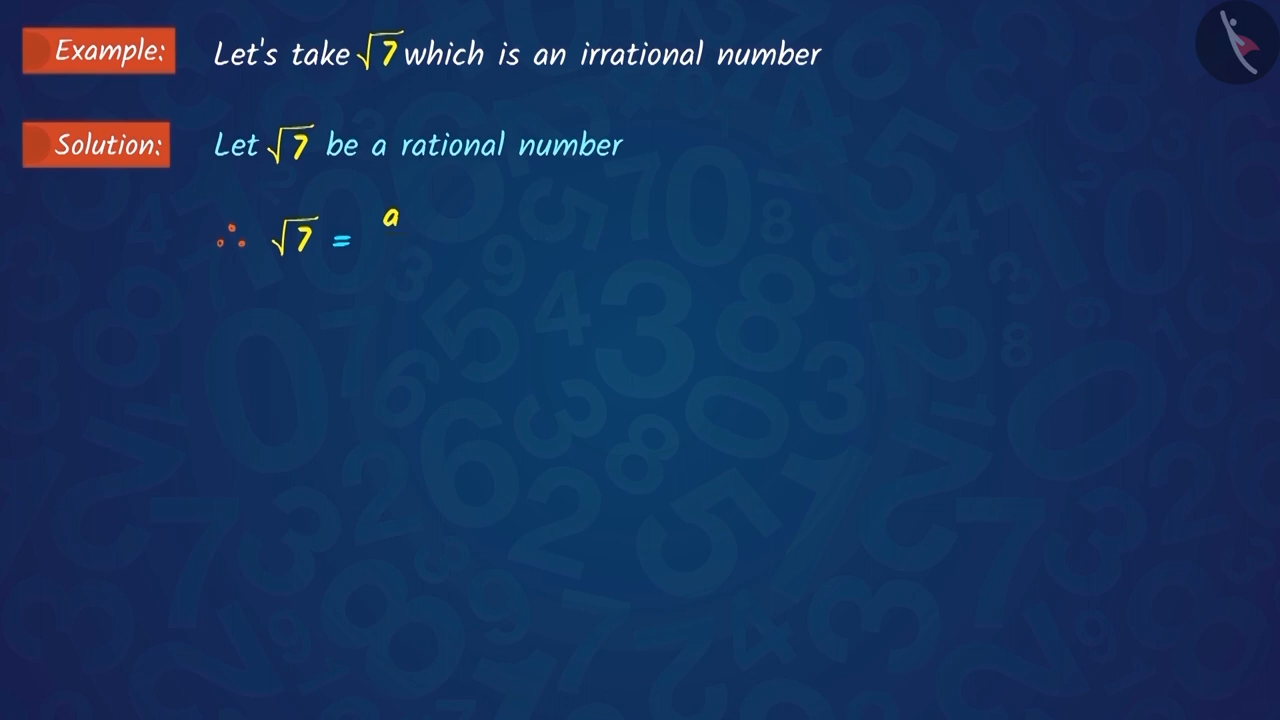 Example: Let's take √7 which is an irrational number
Solution: Let √7 be a rational number
∴ √7 = a